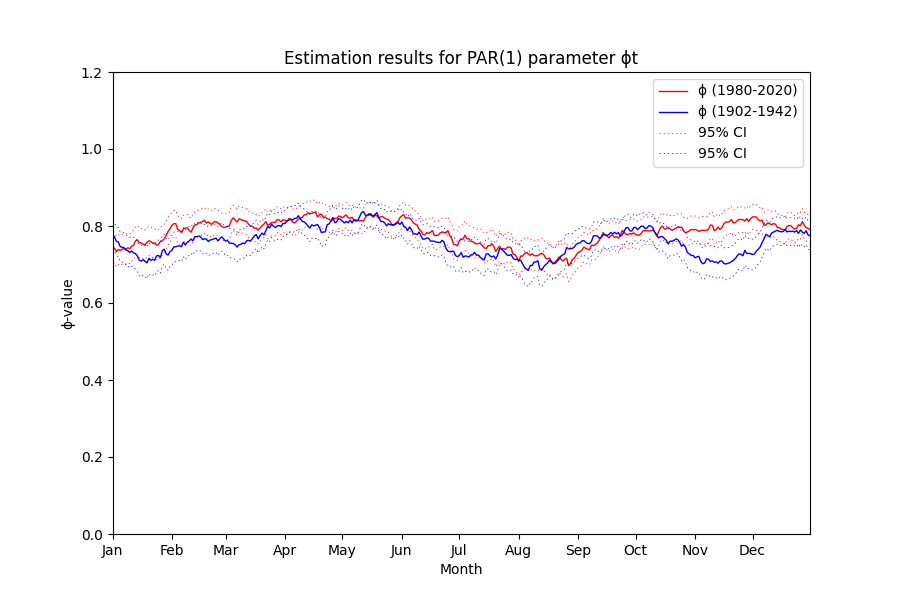 Estimation results for PAR(1) parameter ϕt
1.2
1.0
0.8
0.6
0.4
0.2
0.0
ϕ-value
ϕ (1980-2020)
ϕ (1902-1942)
95% CI
95% CI
Jan Feb Mar Apr May Jun Jul Aug Sep Oct Nov Dec
Month